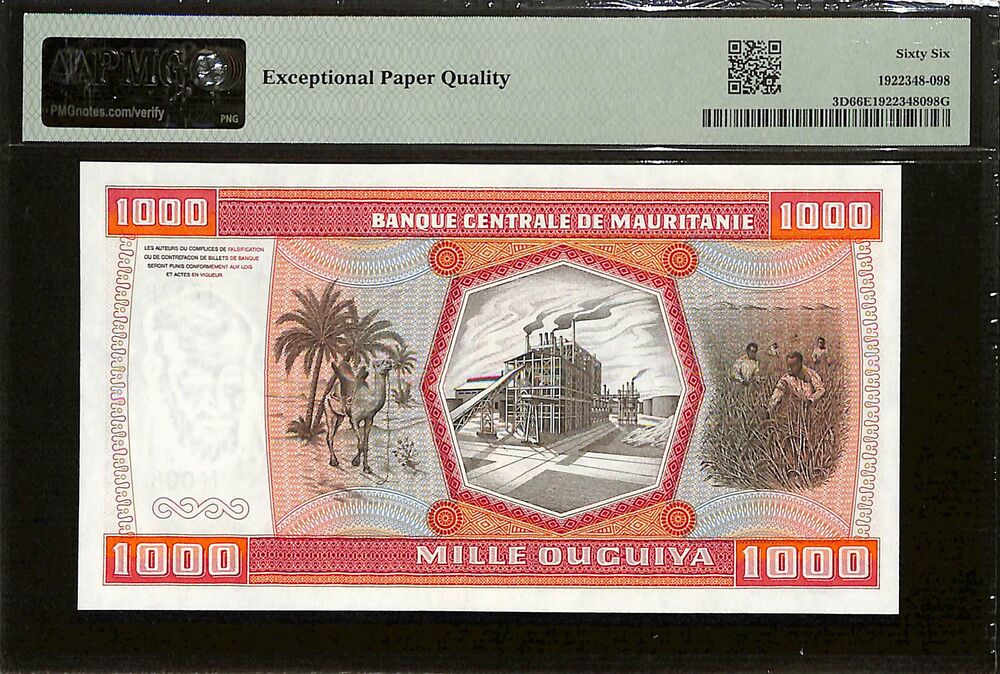 PMG
PMGnotes.com/verify
PNG
Exceptional Paper Quality
Sixty Six
1922348-098
3D66E1922348098G
1000
BANQUE CENTRALE DE MAURITANIE
1000
LES AUTEURS OU COMPLICES DE FALSIFICATION
OU DE CONTREFACON DE BILLETS DE BANQUE
SERONT PUNIS CONFORMEMENT AUX LOIS
ET ACTES EN VIGUEUR
1000
MILLE OUGUIYA
1000